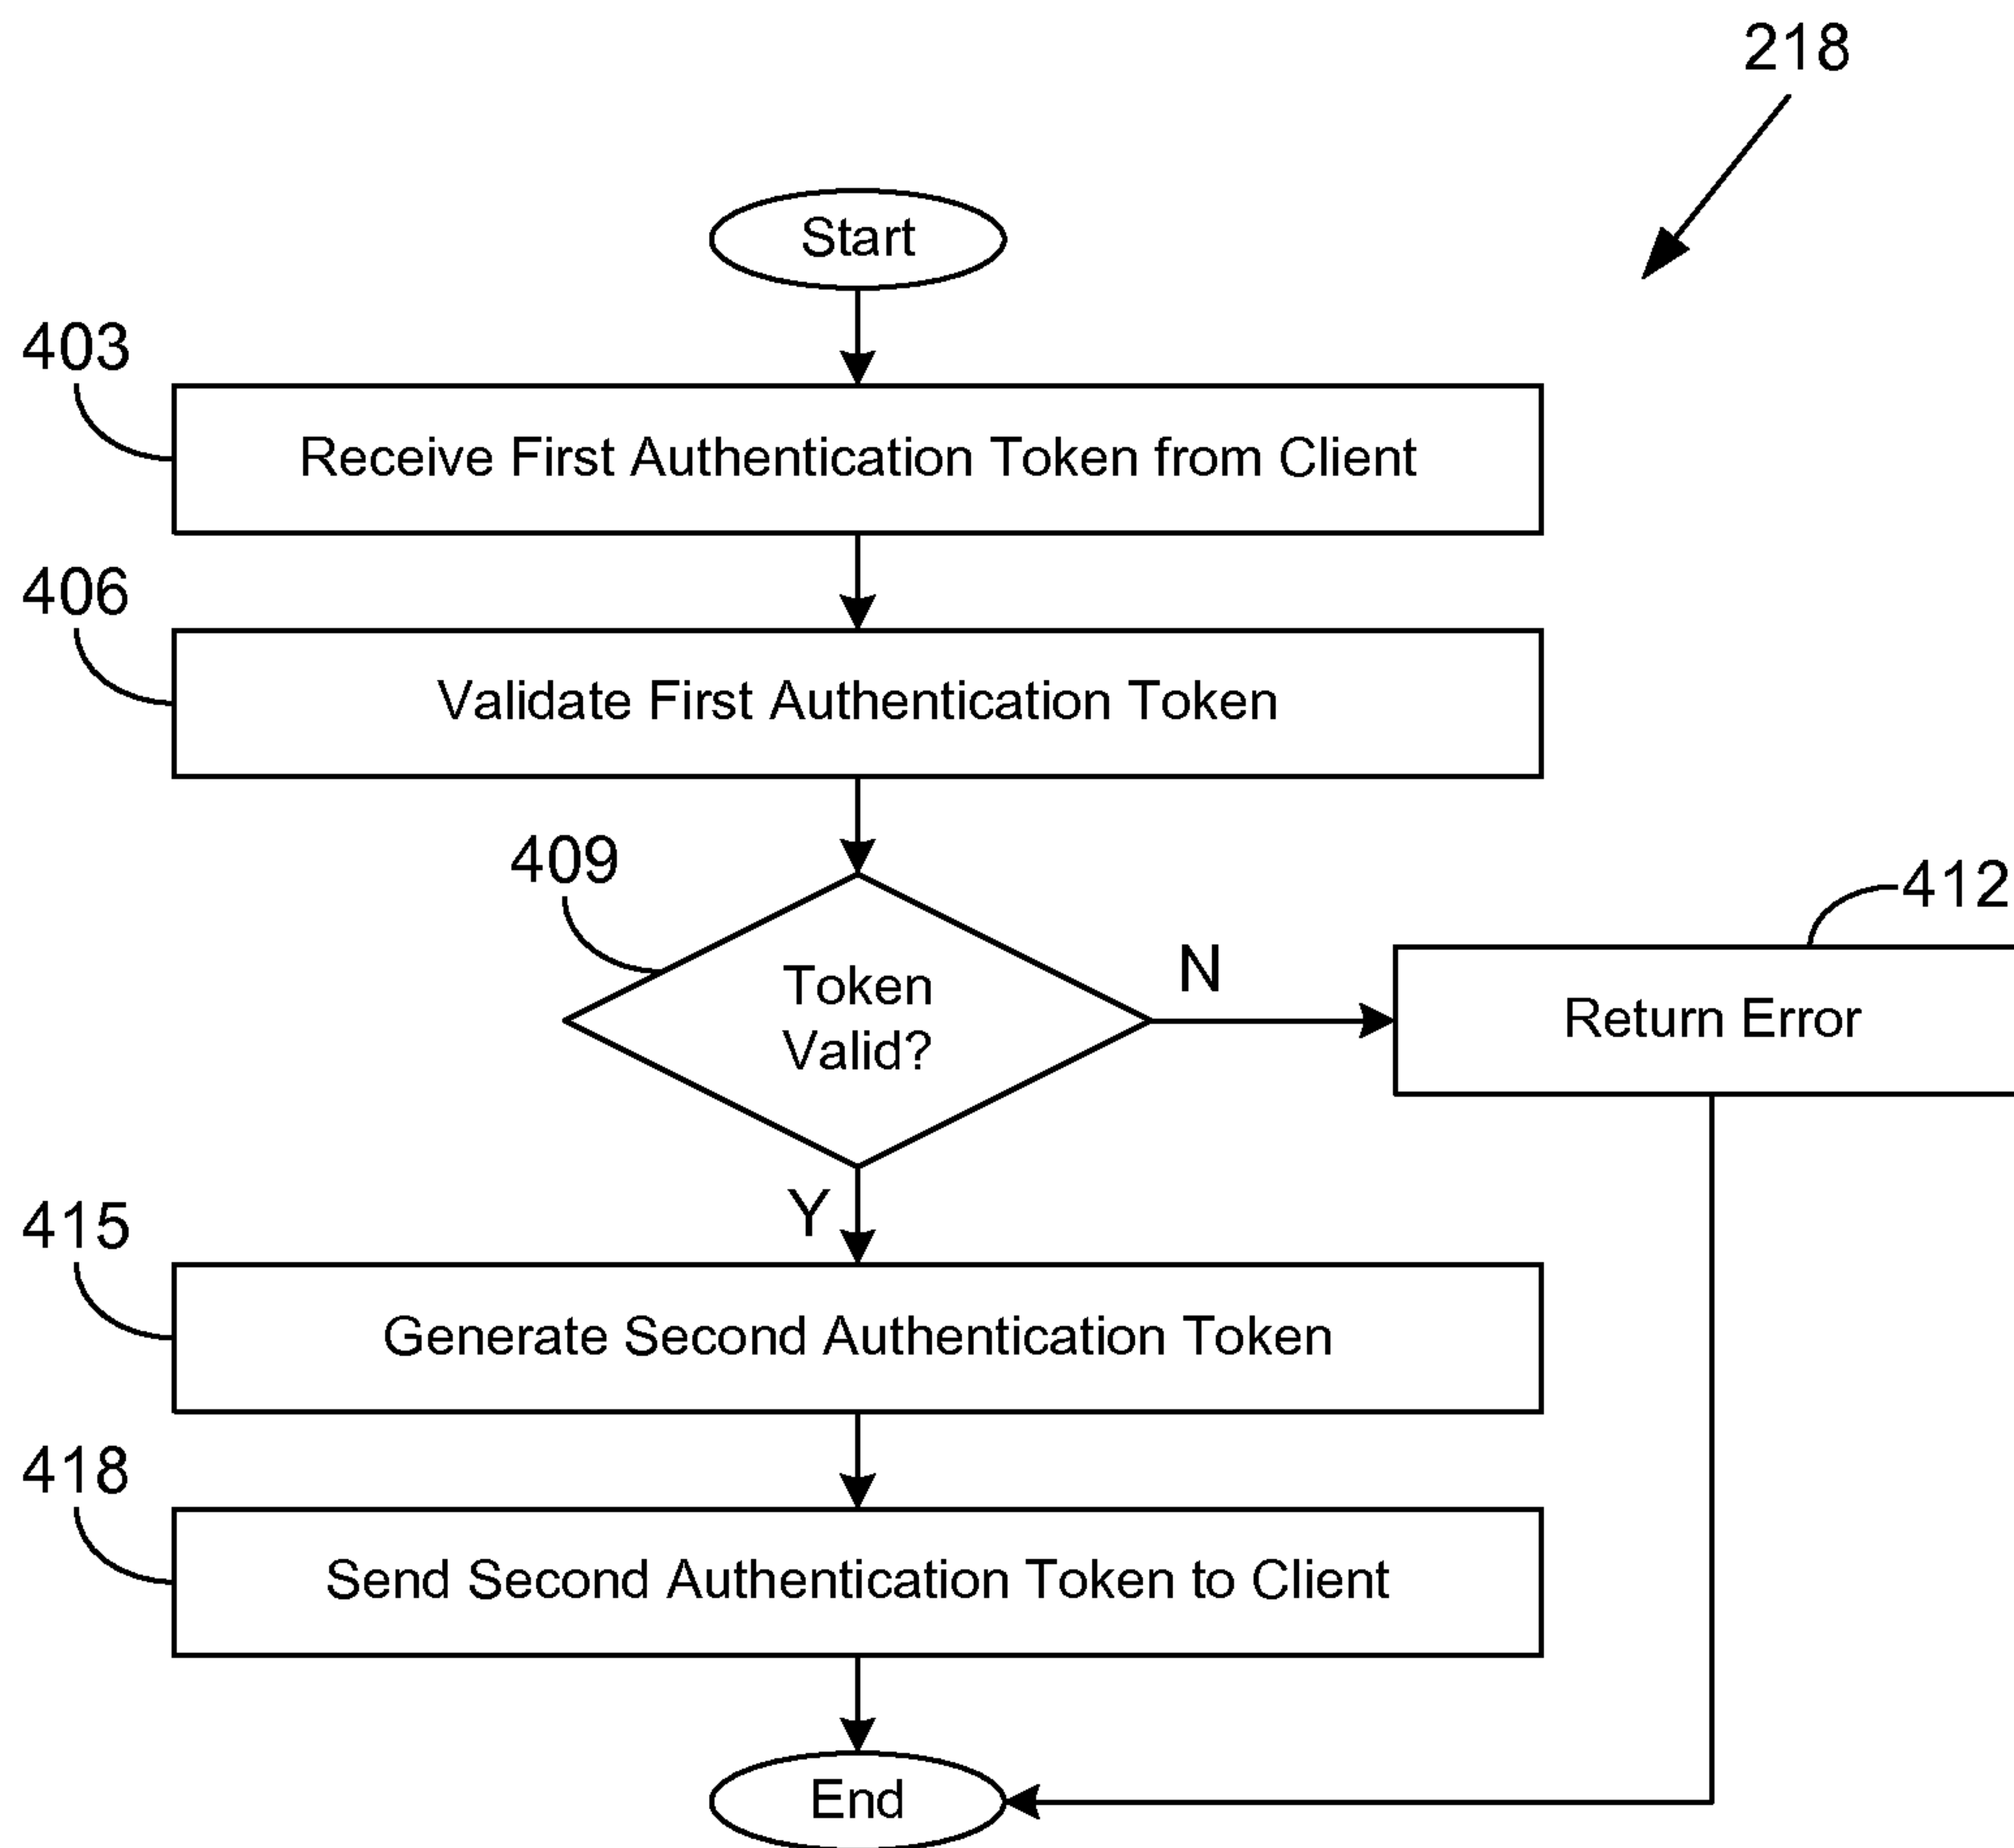 218
Start
403
Receive First Authentication Token from Client
406
Validate First Authentication Token
409
412
Token
Valid?
N
Return Error
Y
415
Generate Second Authentication Token
418
Send Second Authentication Token to Client
End